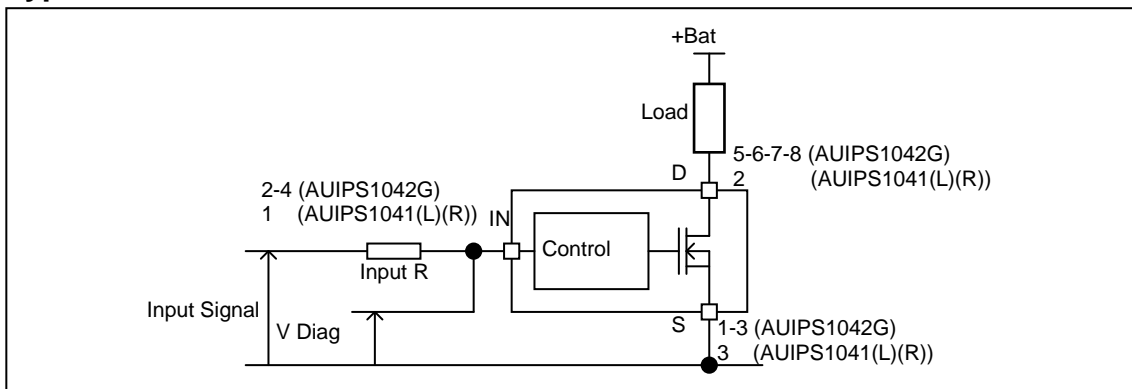 +Bat
Load
5-6-7-8 (AUIPS1042G)
D
2 (AUIPS1041(L)(R))
2-4 (AUIPS1042G)
1 (AUIPS1041(L)(R))
IN
Control
Input R
Input Signal
V Diag
S
1-3 (AUIPS1042G)
3 (AUIPS1041(L)(R))